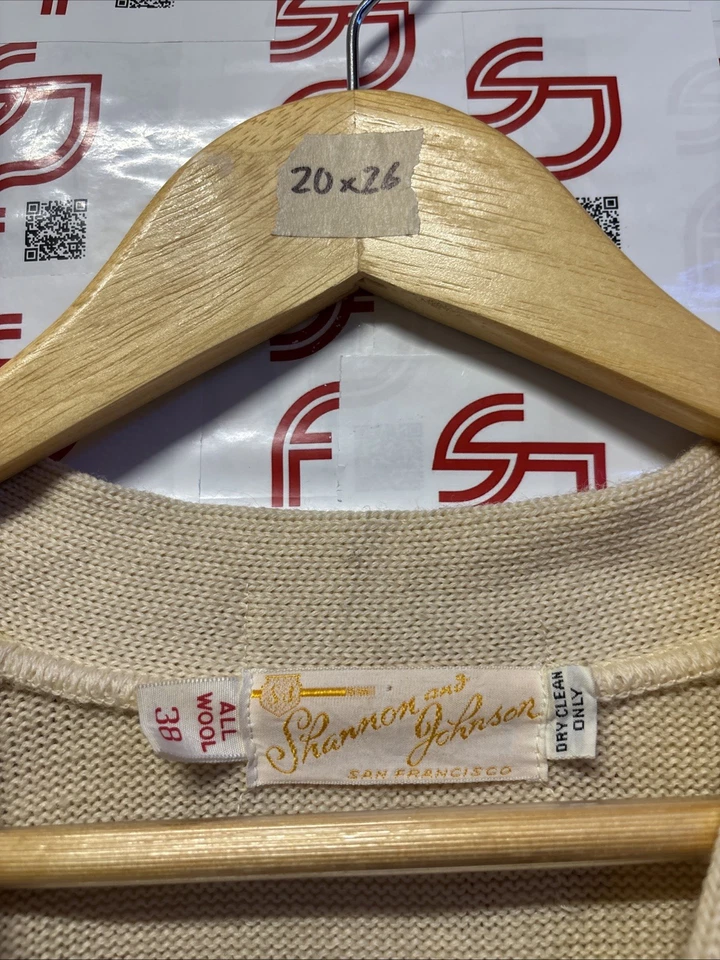 20x26
ALL
WOOL
38
Shannon and
Johnson
SAN FRANCISCO
DRY CLEAN
ONLY